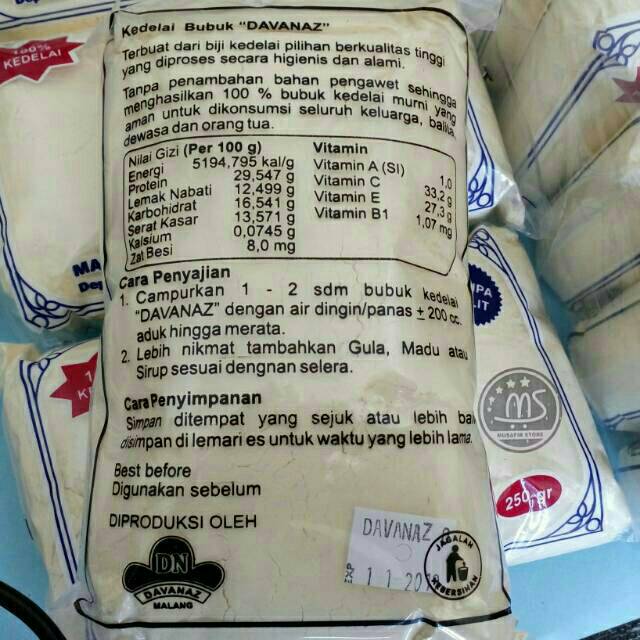 Kedelai Bubuk "DAVANAZ"
Terbuat dari biji kedelai pilihan berkualitas tinggi
yang diproses secara higienis dan alami.
Tanpa penambahan bahan pengawet sehingga
menghasilkan 100 % bubuk kedelai murni yang
aman untuk dikonsumsi seluruh keluarga, balita,
dewasa dan orang tua.
Nilai Gizi (Per 100 g)
Energi 5194,795 kal/g
Protein 29,547 g
Lemak Nabati 12,499 g
Karbohidrat 16,541 g
Serat Kasar 13,571 g
Kalsium 0,0745 g
Zat Besi 8,0 mg
Vitamin
Vitamin A (SI) 1,0
Vitamin C 33,2 g
Vitamin E 27,3 g
Vitamin B1 1,07 mg
Cara Penyajian
1. Campurkan 1 - 2 sdm bubuk kedelai
"DAVANAZ" dengan air dingin/panas ± 200 cc.
aduk hingga merata.
2. Lebih nikmat tambahkan Gula, Madu atau
Sirup sesuai dengnan selera.
Cara Penyimpanan
Simpan ditempat yang sejuk atau lebih baik
disimpan di lemari es untuk waktu yang lebih lama.
Best before
Digunakan sebelum
DIPRODUKSI OLEH
DN
DAVANAZ
MALANG
DAVANAZ
JAGALAH
KEBERSIHAN
100%
KEDELAI
MS
MUSAFIR STORE
250 gr